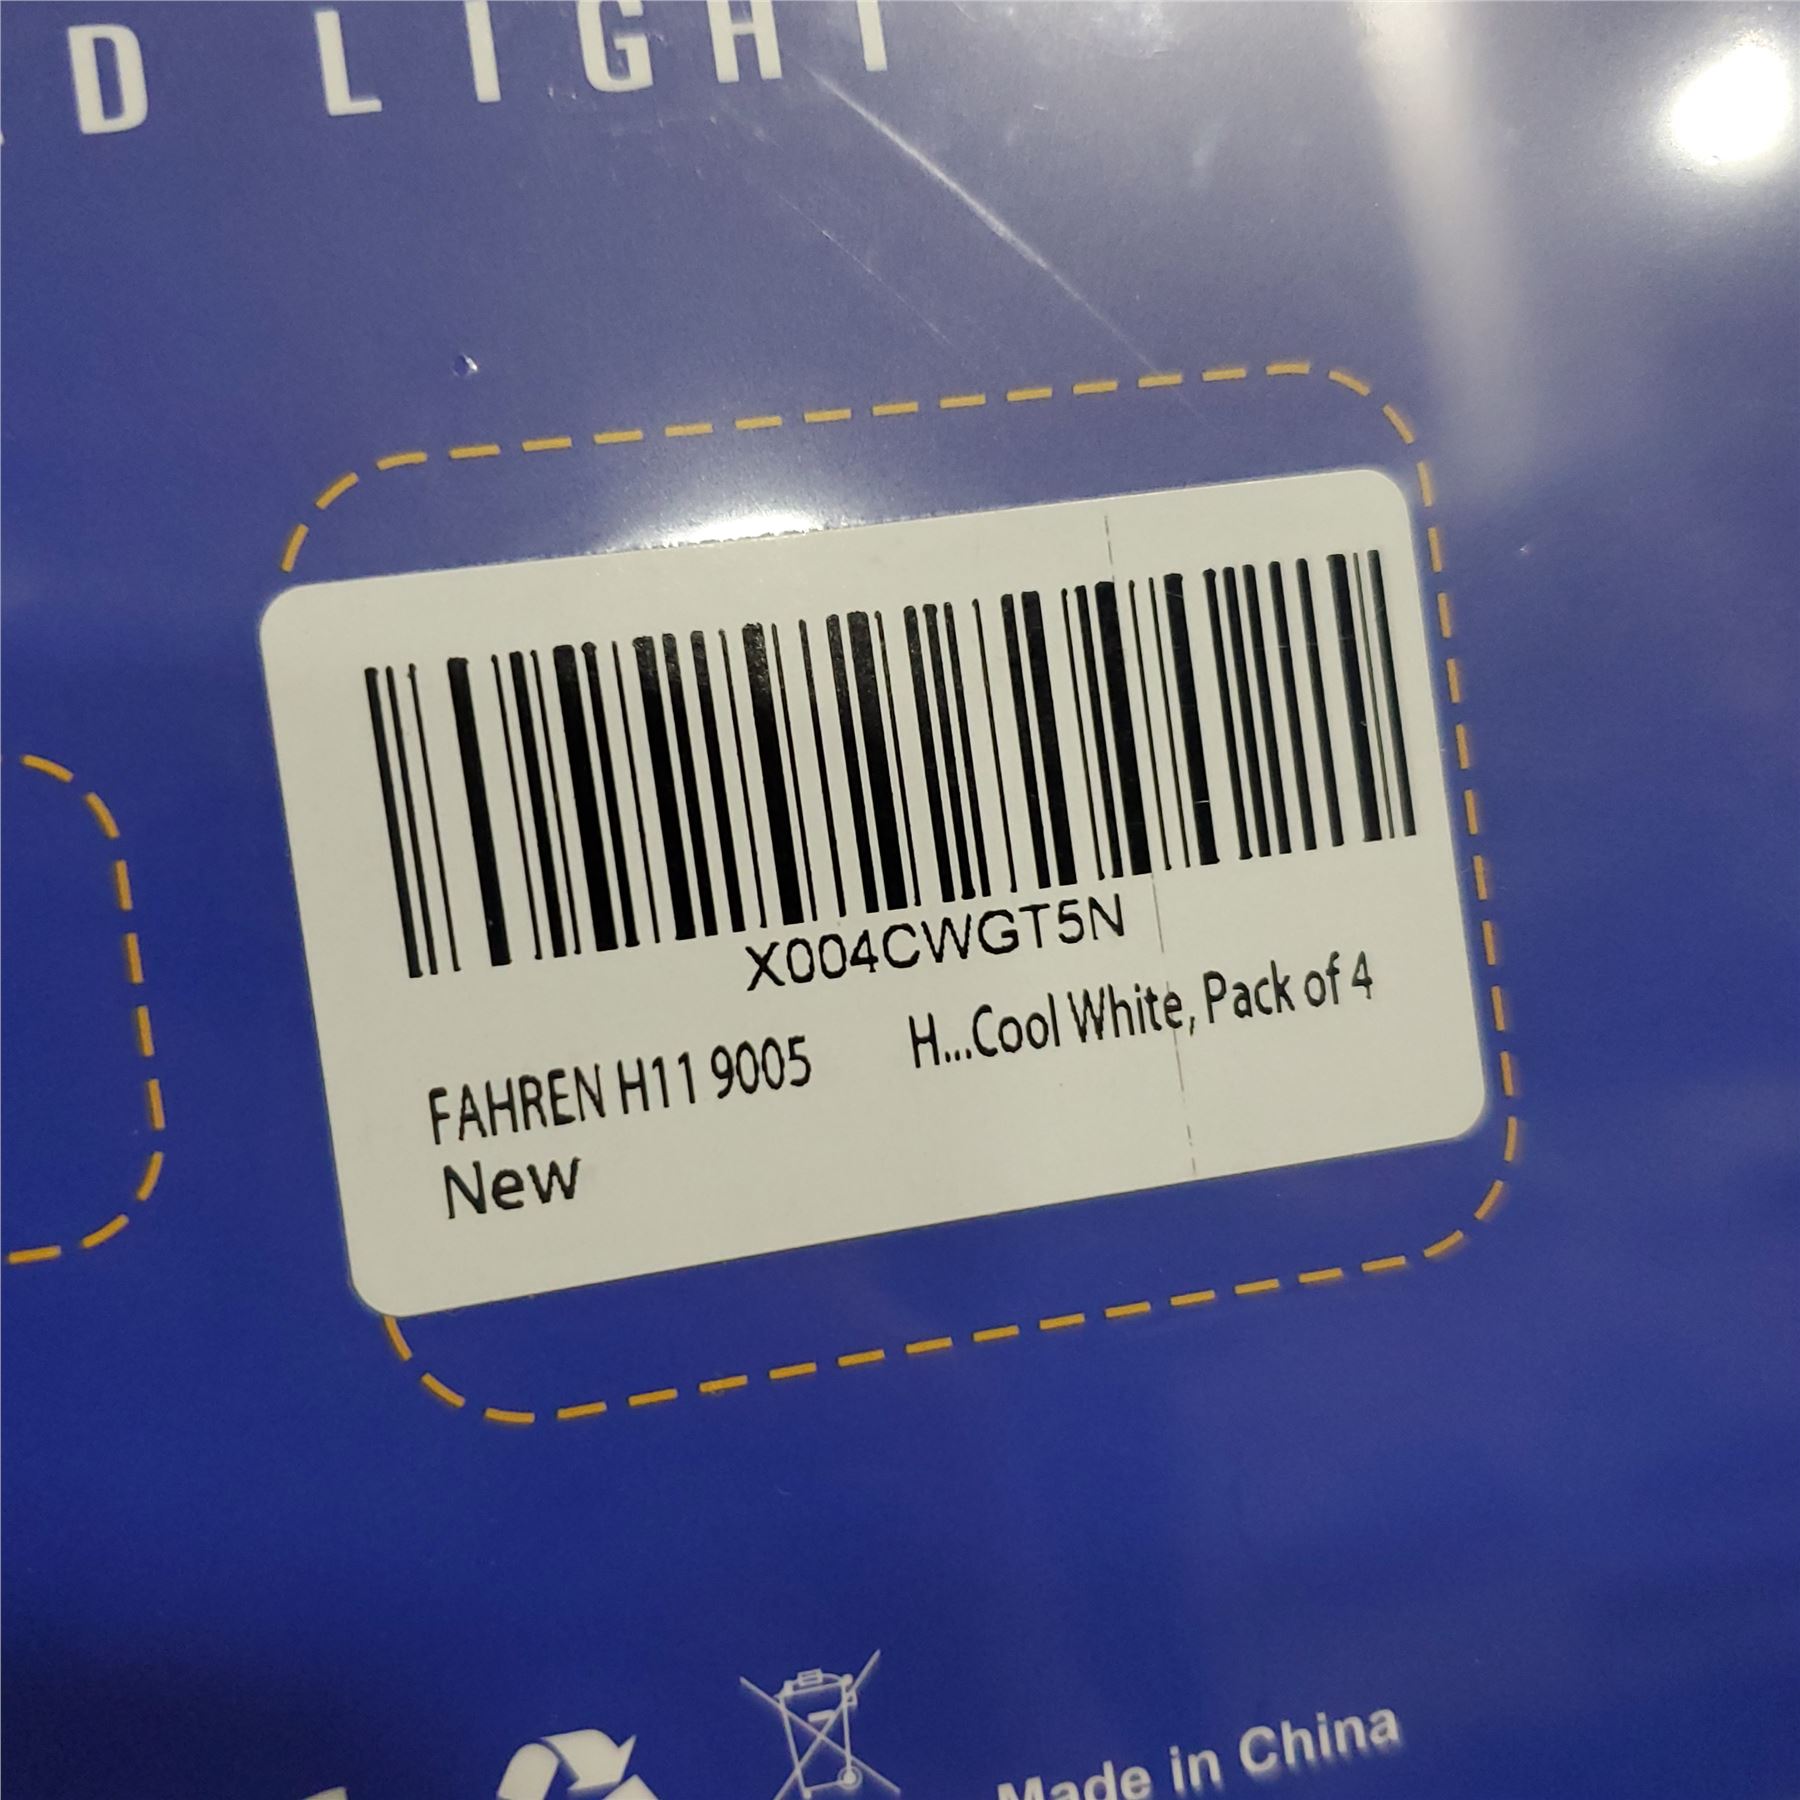 D LIGHT
X004CWGT5N
FAHREN H11 9005 H...Cool White, Pack of 4
New
Made in China